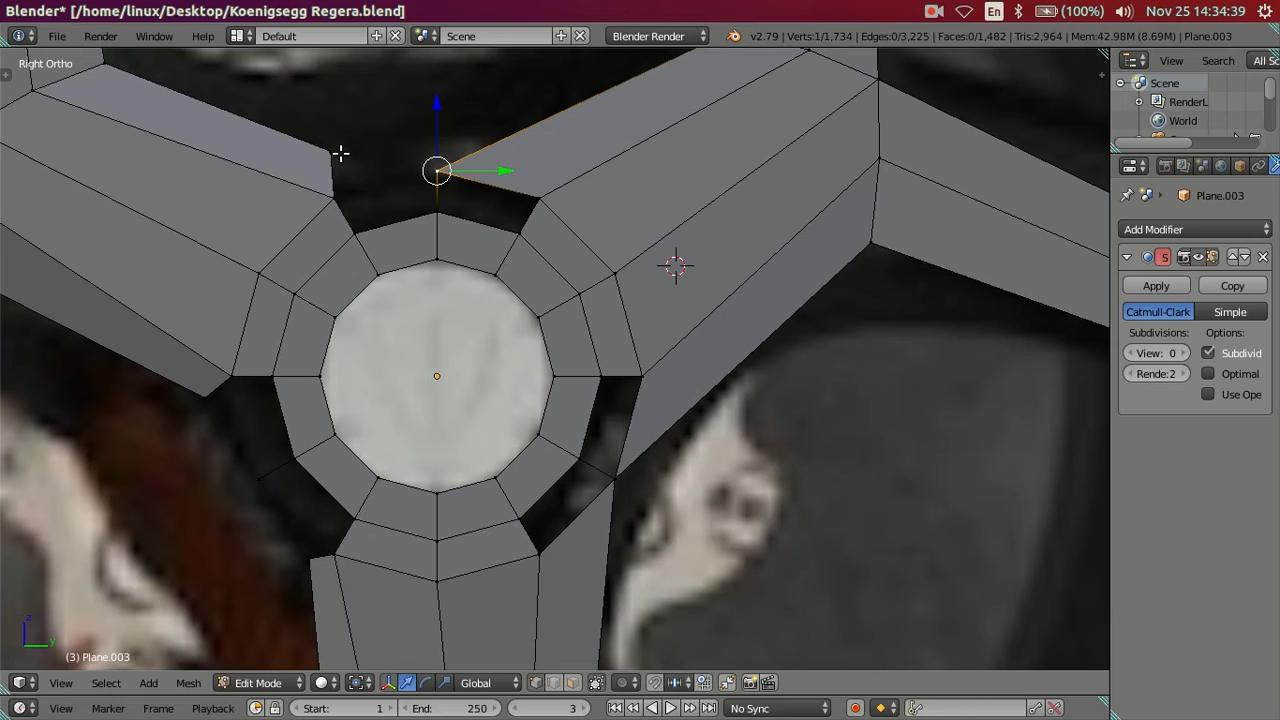 Blender* [/home/linux/Desktop/Koenigsegg Regera.blend]
En (100%) Nov 25 14:34:39
File Render Window Help Default Scene Blender Render v2.79 | Verts:1/1,734 | Edges:0/3,225 | Faces:0/1,482 | Tris:2,964 | Mem:42.98M (8.69M) | Plane.003
Right Ortho
View Search All Sc
Scene
RenderL
World
Plane.003
Add Modifier
S
Apply Copy
Catmull-Clark Simple
Subdivisions: Options:
View: 0 Subdivid
Rende:2 Optimal
Use Ope
z
y
(3) Plane.003
View Select Add Mesh Edit Mode Global
View Marker Frame Playback Start: 1 End: 250 3 No Sync